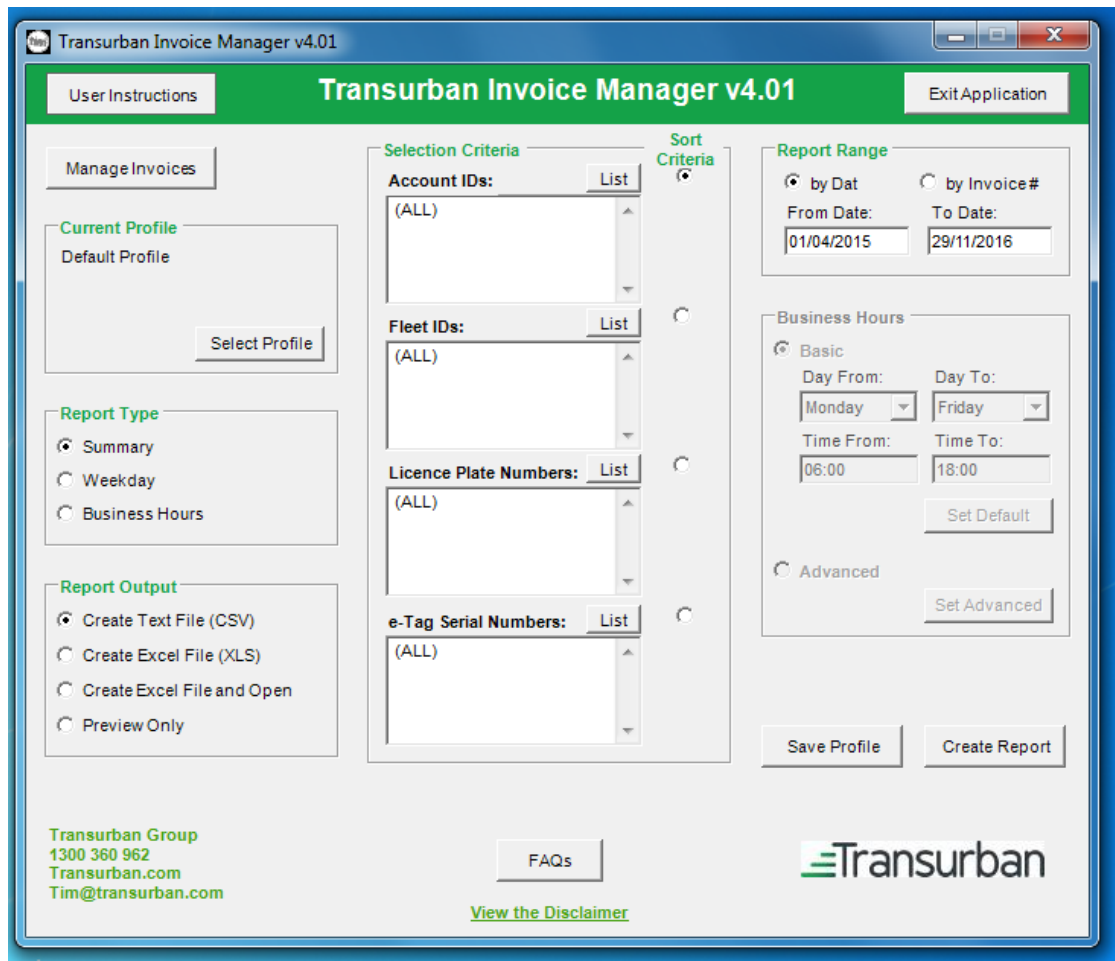 Transurban Invoice Manager v4.01
User Instructions
Transurban Invoice Manager v4.01
Exit Application
Manage Invoices
Current Profile
Default Profile
Select Profile
Report Type
Summary
Weekday
Business Hours
Report Output
Create Text File (CSV)
Create Excel File (XLS)
Create Excel File and Open
Preview Only
Selection Criteria
Sort
Criteria
Account IDs:
List
(ALL)
Fleet IDs:
List
(ALL)
Licence Plate Numbers:
List
(ALL)
e-Tag Serial Numbers:
List
(ALL)
Report Range
by Dat
by Invoice #
From Date:
To Date:
01/04/2015
29/11/2016
Business Hours
Basic
Day From:
Day To:
Monday
Friday
Time From:
Time To:
06:00
18:00
Set Default
Advanced
Set Advanced
Save Profile
Create Report
Transurban Group
1300 360 962
Transurban.com
Tim@transurban.com
FAQs
View the Disclaimer
Transurban